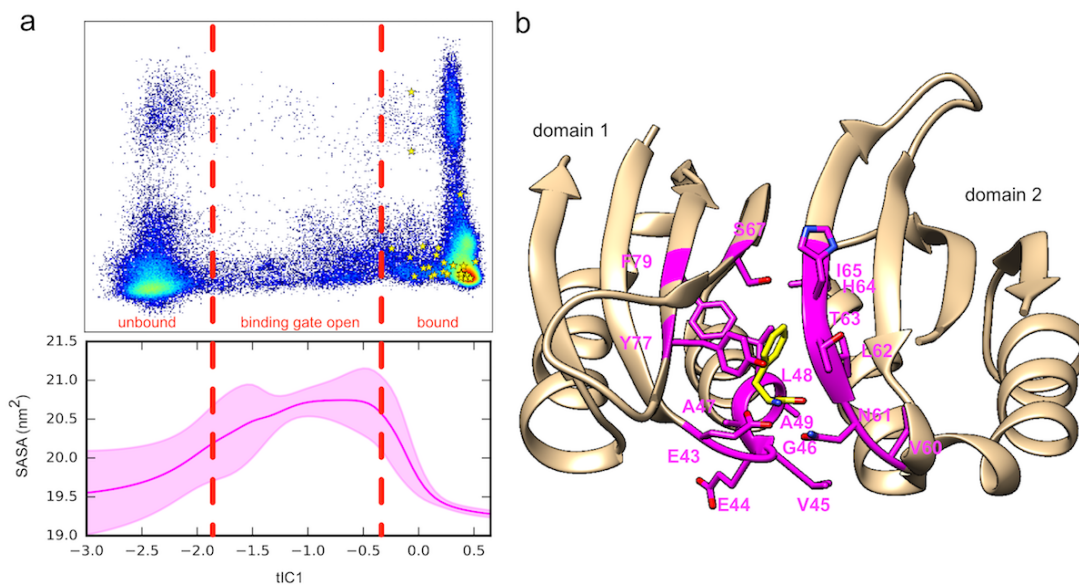 a
unbound
binding gate open
bound
21.5
21.0
20.5
20.0
19.5
19.0
SASA (nm²)
−3.0 −2.5 −2.0 −1.5 −1.0 −0.5 0.0 0.5
tIC1
b
domain 1
domain 2
S67
F79
I65
H64
T63
Y77
L62
L48
A47
A49
N61
E43
G46
V60
E44
V45